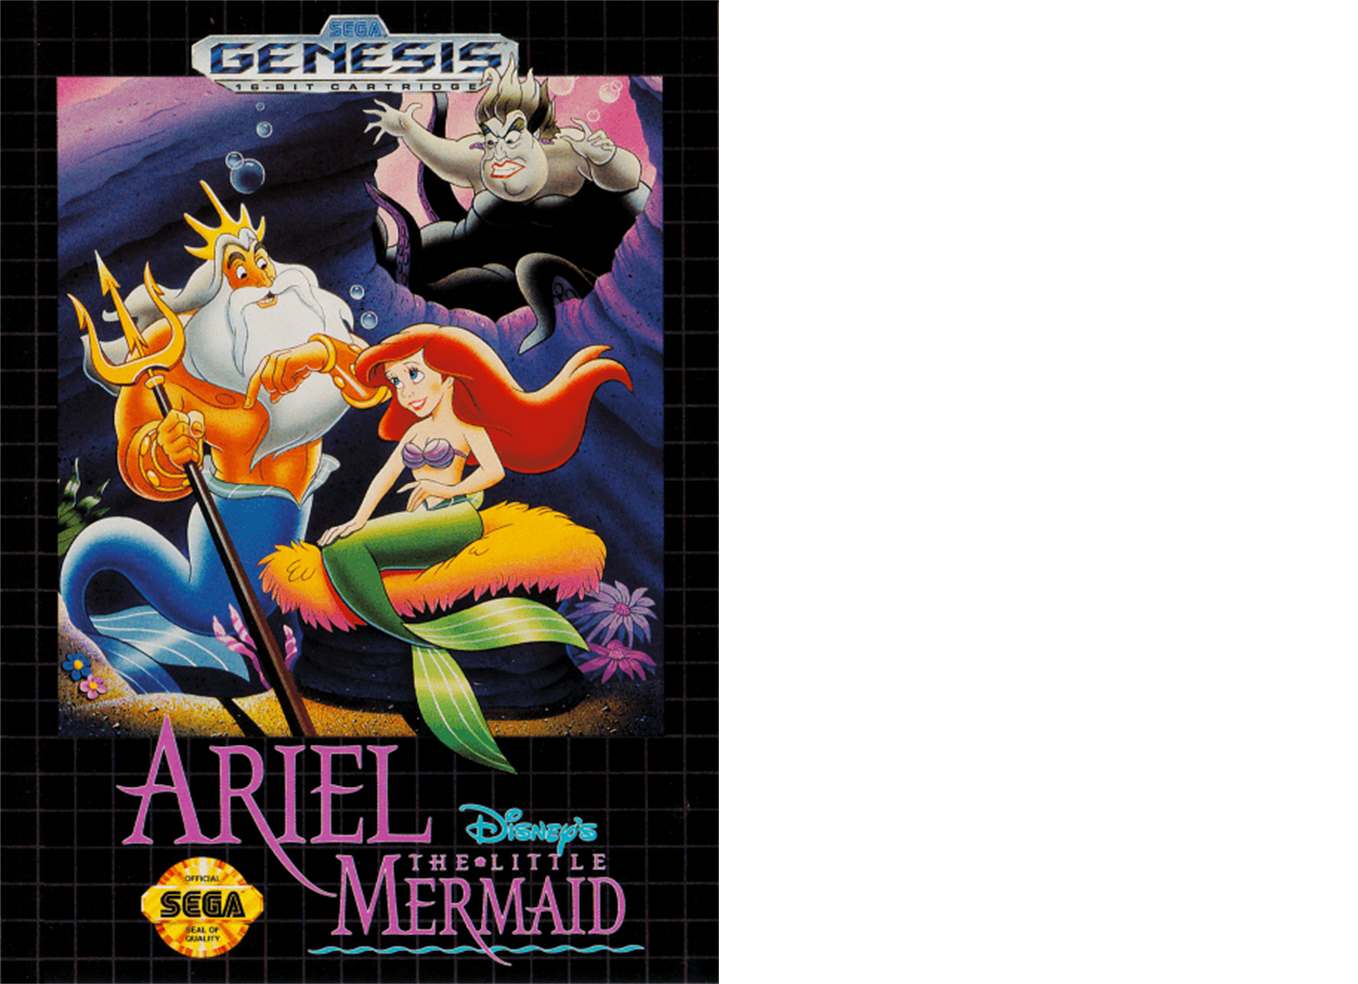 SEGA
GENESIS
16-BIT CARTRIDGE
ARIEL
DISNEY'S
THE LITTLE
MERMAID
OFFICIAL
SEGA
SEAL OF
QUALITY